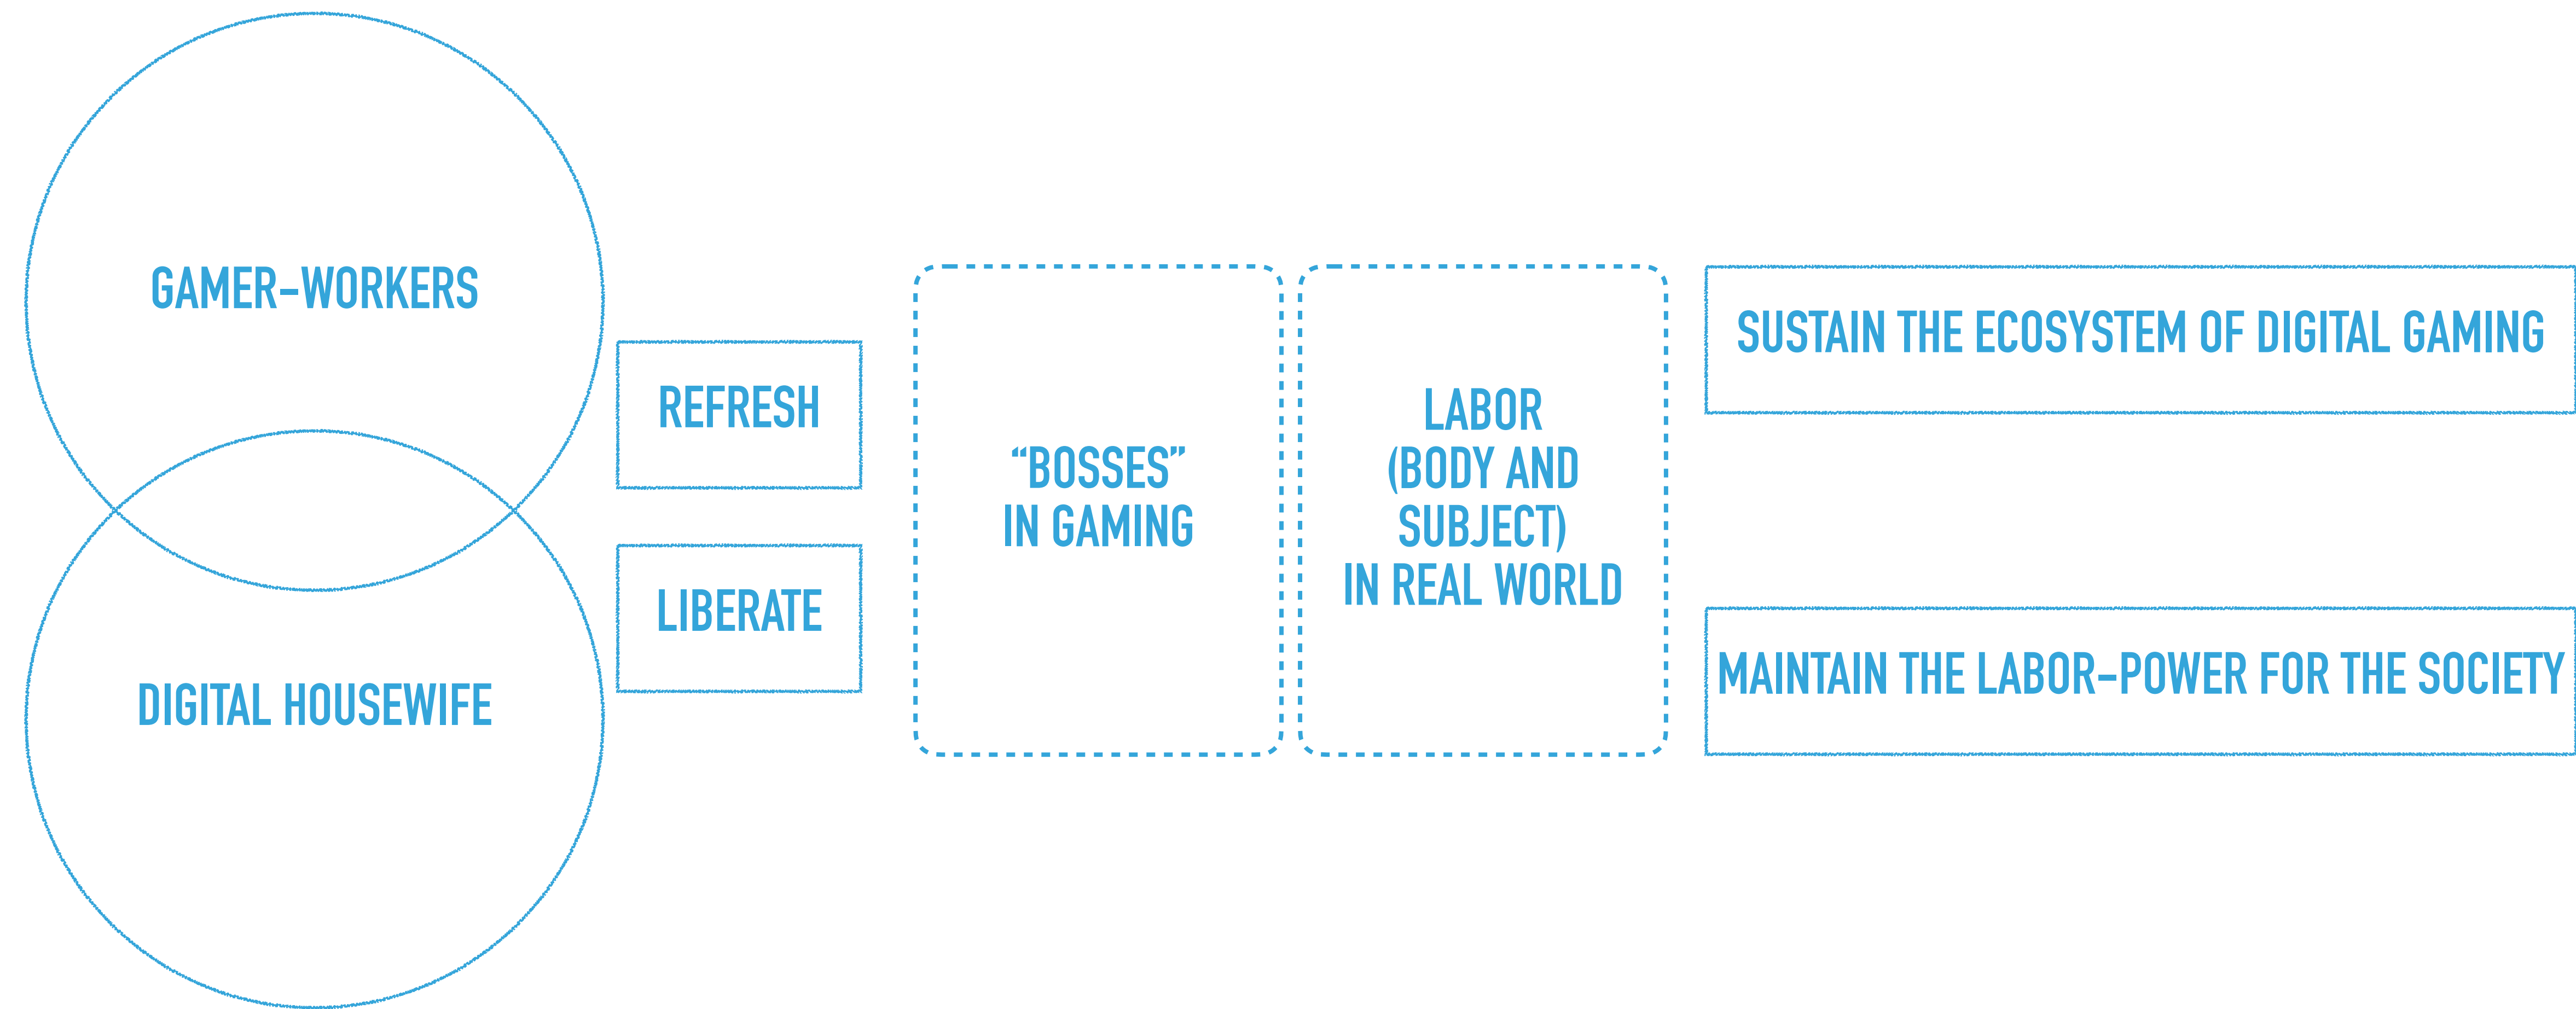 GAMER-WORKERS
DIGITAL HOUSEWIFE
REFRESH
LIBERATE
“BOSSES”
IN GAMING
LABOR
(BODY AND
SUBJECT)
IN REAL WORLD
SUSTAIN THE ECOSYSTEM OF DIGITAL GAMING
MAINTAIN THE LABOR-POWER FOR THE SOCIETY